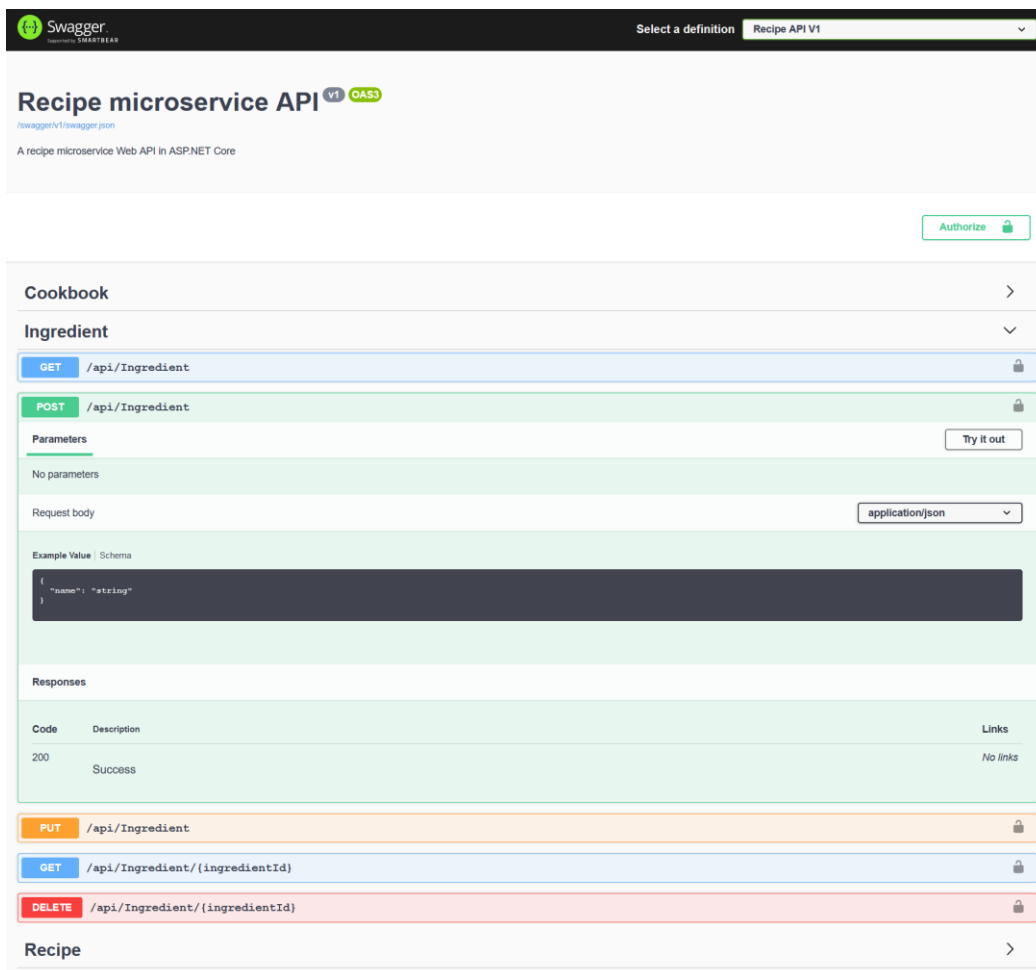 Swagger.
Supported by SMARTBEAR
Select a definition
Recipe API V1
Recipe microservice API v1 OAS3
/swagger/v1/swagger.json
A recipe microservice Web API in ASP.NET Core
Authorize
Cookbook
Ingredient
GET /api/Ingredient
POST /api/Ingredient
Parameters
Try it out
No parameters
Request body
application/json
Example Value | Schema
{
"name": "string"
}
Responses
Code Description Links
200 Success No links
PUT /api/Ingredient
GET /api/Ingredient/{ingredientId}
DELETE /api/Ingredient/{ingredientId}
Recipe